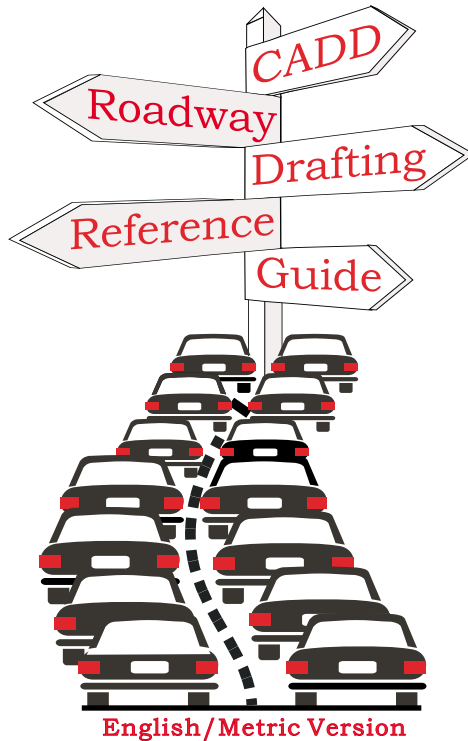 CADD
Roadway
Drafting
Reference
Guide
English/Metric Version